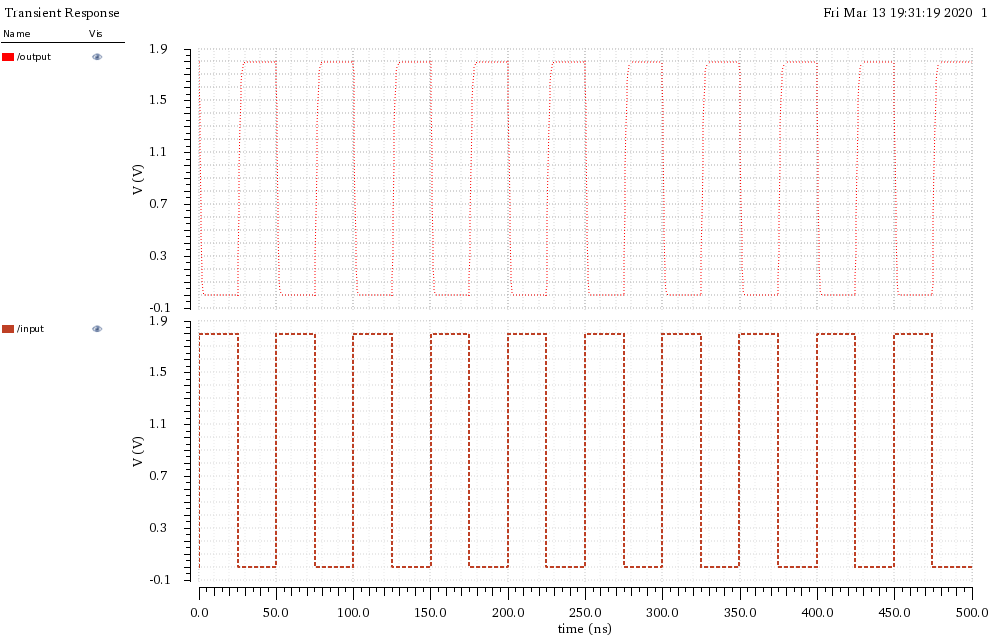 Transient Response
Fri Mar 13 19:31:19 2020 1
Name Vis
/output
1.9
1.5
1.1
0.7
0.3
-0.1
V (V)
/input
1.9
1.5
1.1
0.7
0.3
-0.1
V (V)
0.0 50.0 100.0 150.0 200.0 250.0 300.0 350.0 400.0 450.0 500.0
time (ns)